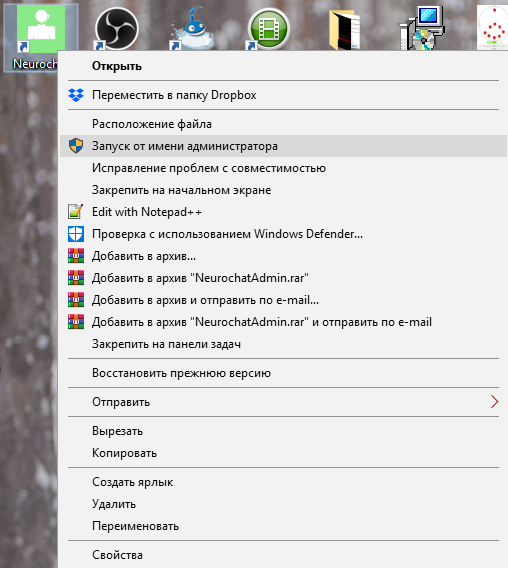 Neuroch
Открыть
Переместить в папку Dropbox
Расположение файла
Запуск от имени администратора
Исправление проблем с совместимостью
Закрепить на начальном экране
Edit with Notepad++
Проверка с использованием Windows Defender...
Добавить в архив...
Добавить в архив "NeurochatAdmin.rar"
Добавить в архив и отправить по e-mail...
Добавить в архив "NeurochatAdmin.rar" и отправить по e-mail
Закрепить на панели задач
Восстановить прежнюю версию
Отправить
Вырезать
Копировать
Создать ярлык
Удалить
Переименовать
Свойства